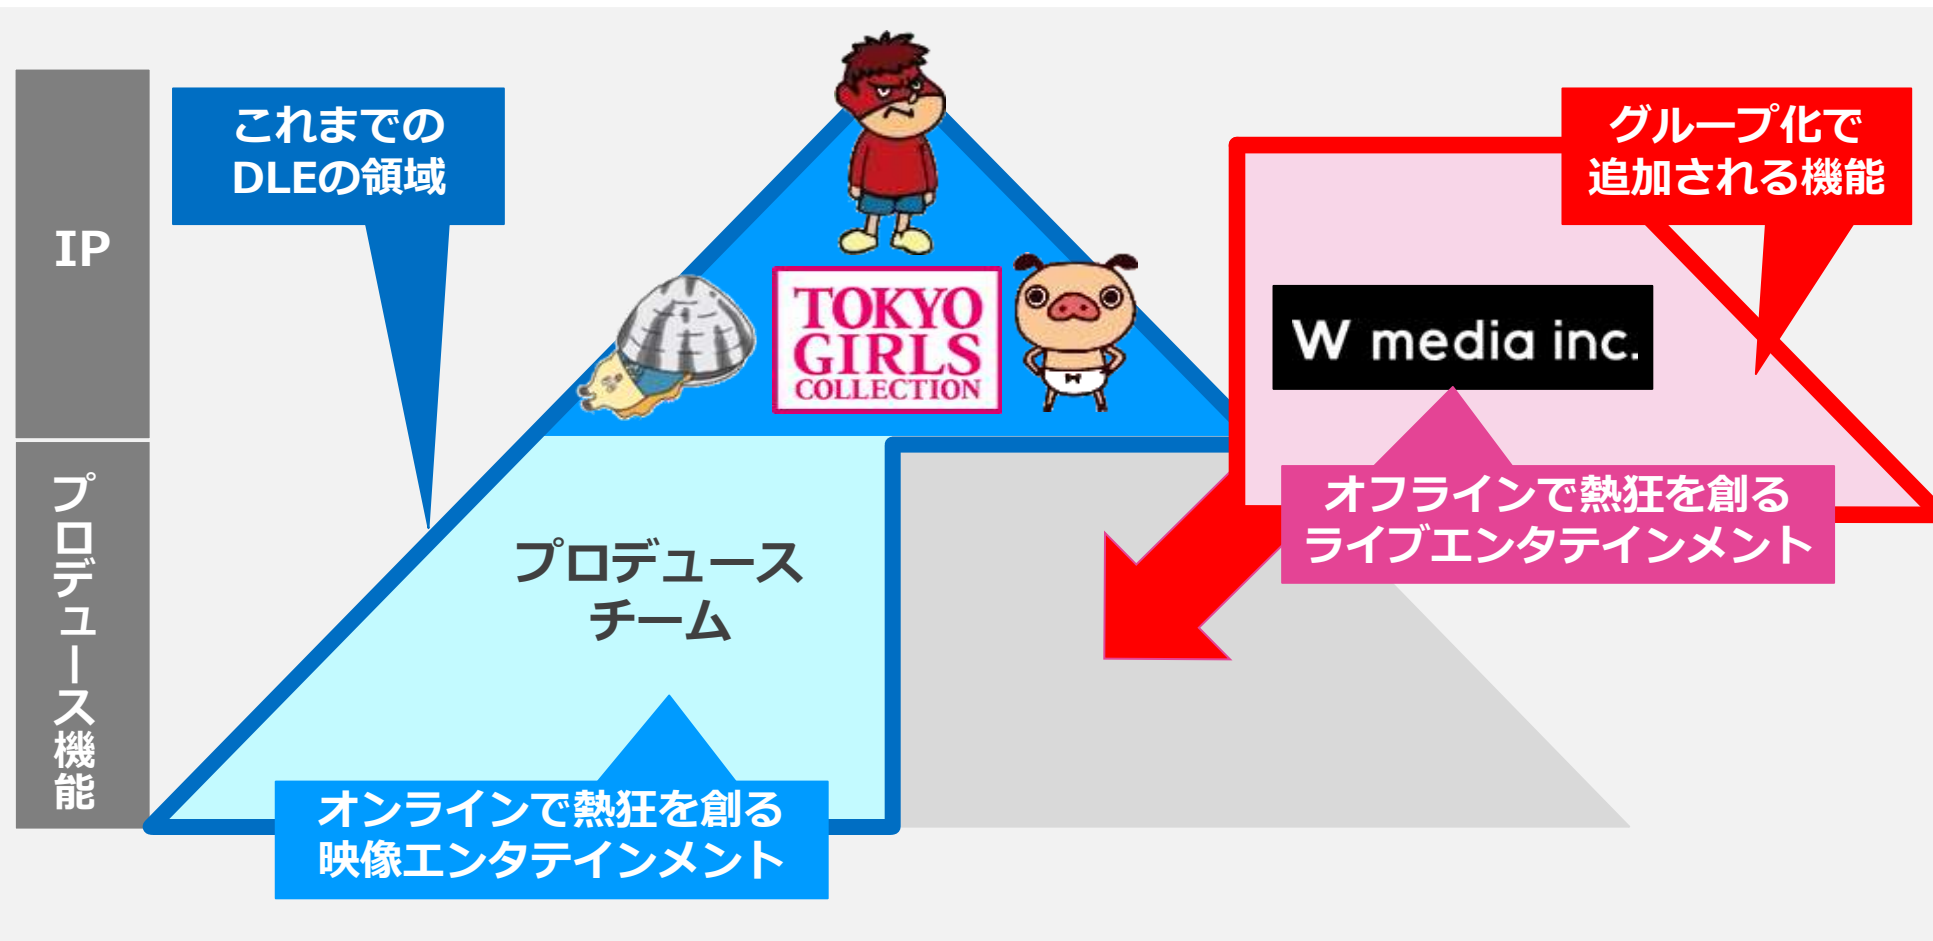 IP
プロデュース機能
これまでの
DLEの領域
TOKYO
GIRLS
COLLECTION
グループ化で
追加される機能
W media inc.
オフラインで熱狂を創る
ライブエンタテインメント
プロデュース
チーム
オンラインで熱狂を創る
映像エンタテインメント